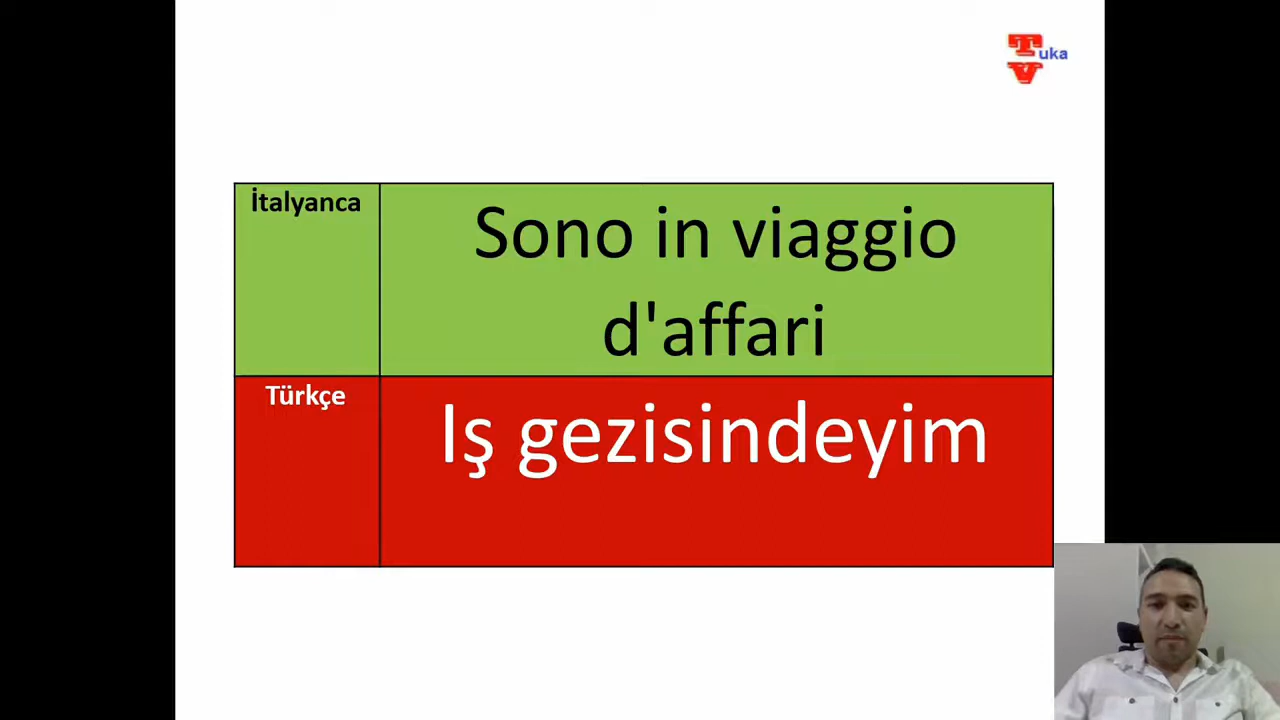 T uka
V
İtalyanca
Sono in viaggio
d'affari
Türkçe
Iş gezisindeyim